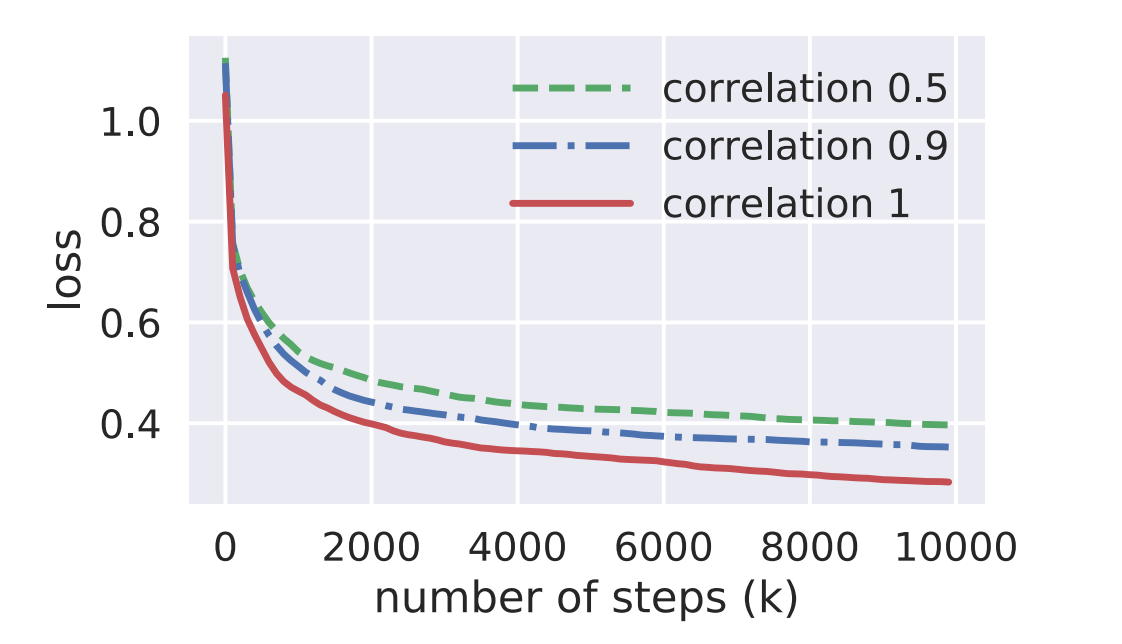 correlation 0.5
correlation 0.9
correlation 1
1.0
0.8
0.6
0.4
loss
0 2000 4000 6000 8000 10000
number of steps (k)